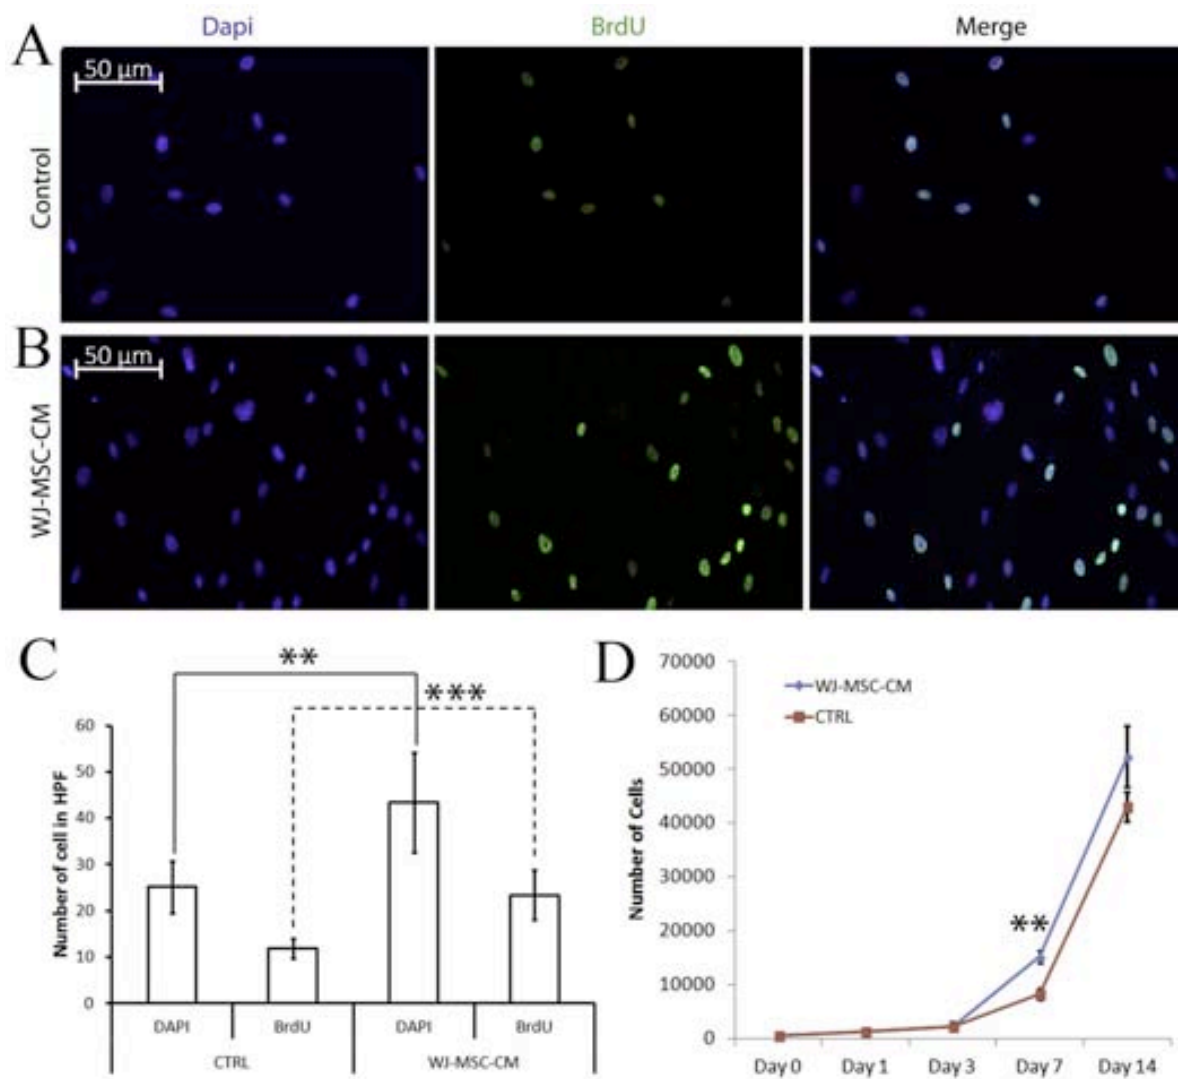 A
Dapi
BrdU
Merge
Control
50 µm
B
WJ-MSC-CM
50 µm
C
**
***
Number of cell in HPF
60
50
40
30
20
10
0
DAPI
BrdU
DAPI
BrdU
CTRL
WJ-MSC-CM
D
Number of Cells
70000
60000
50000
40000
30000
20000
10000
0
WJ-MSC-CM
CTRL
**
Day 0
Day 1
Day 3
Day 7
Day 14